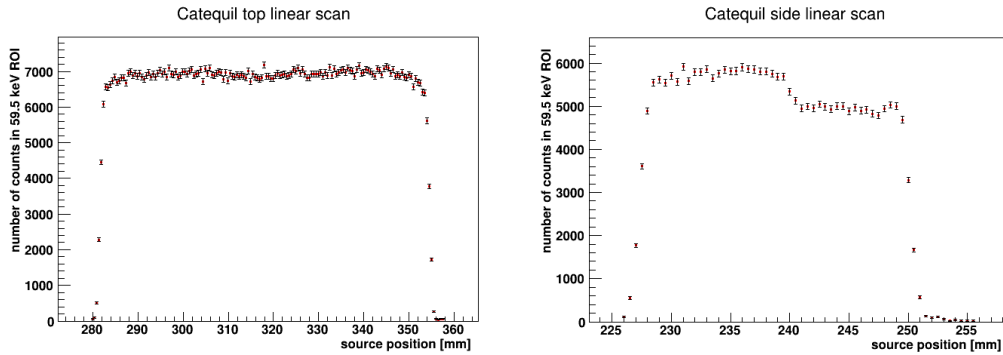 Catequil top linear scan
number of counts in 59.5 keV ROI
7000
6000
5000
4000
3000
2000
1000
0
280 290 300 310 320 330 340 350 360
source position [mm]
Catequil side linear scan
number of counts in 59.5 keV ROI
6000
5000
4000
3000
2000
1000
0
225 230 235 240 245 250 255
source position [mm]